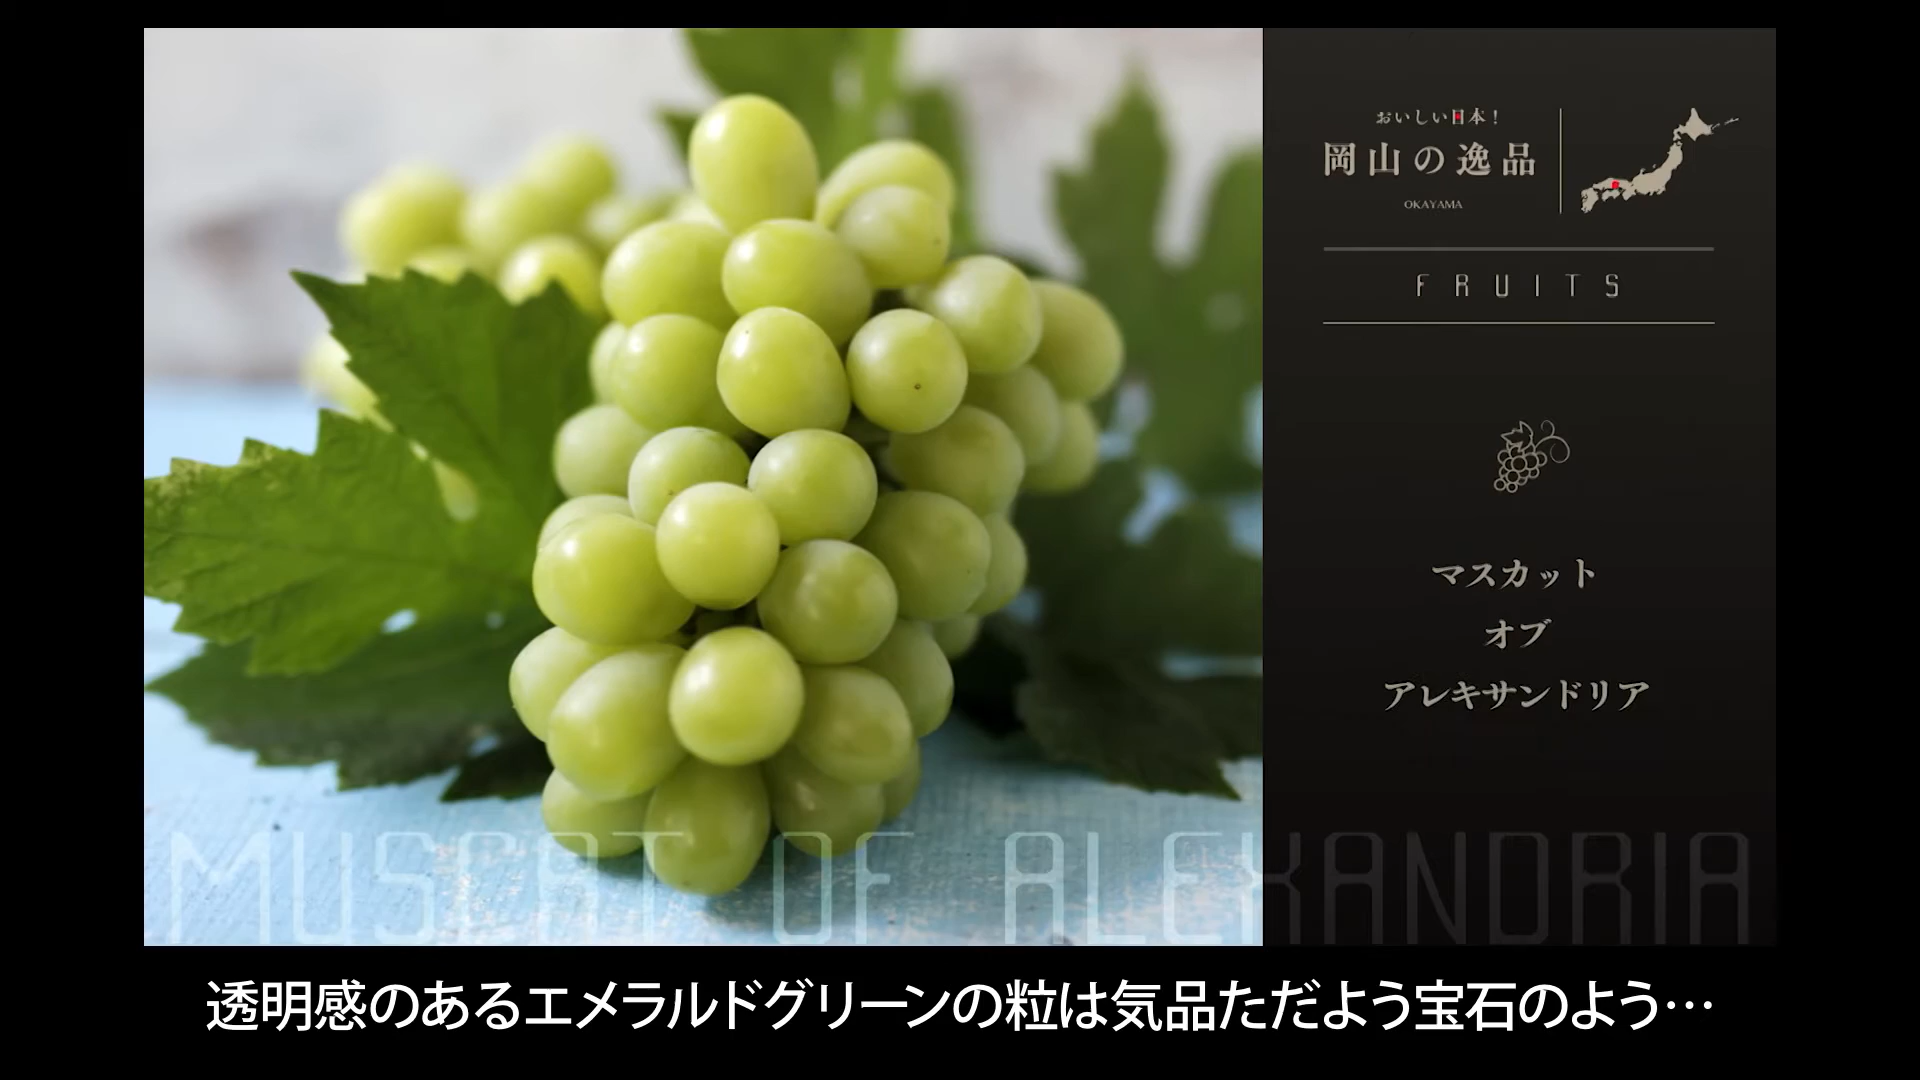 おいしい日本！
岡山の逸品
OKAYAMA
FRUITS
マスカット
オブ
アレキサンドリア
MUSCAT OF ALEXANDRIA
透明感のあるエメラルドグリーンの粒は気品ただよう宝石のよう…